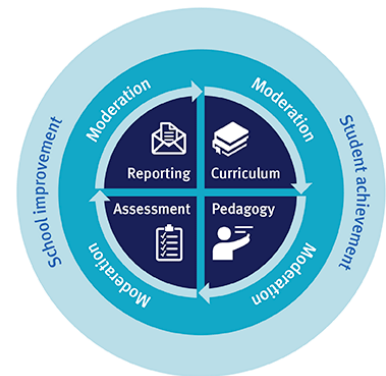 School improvement
Student achievement
Moderation
Moderation
Reporting
Curriculum
Assessment
Pedagogy
Moderation
Moderation